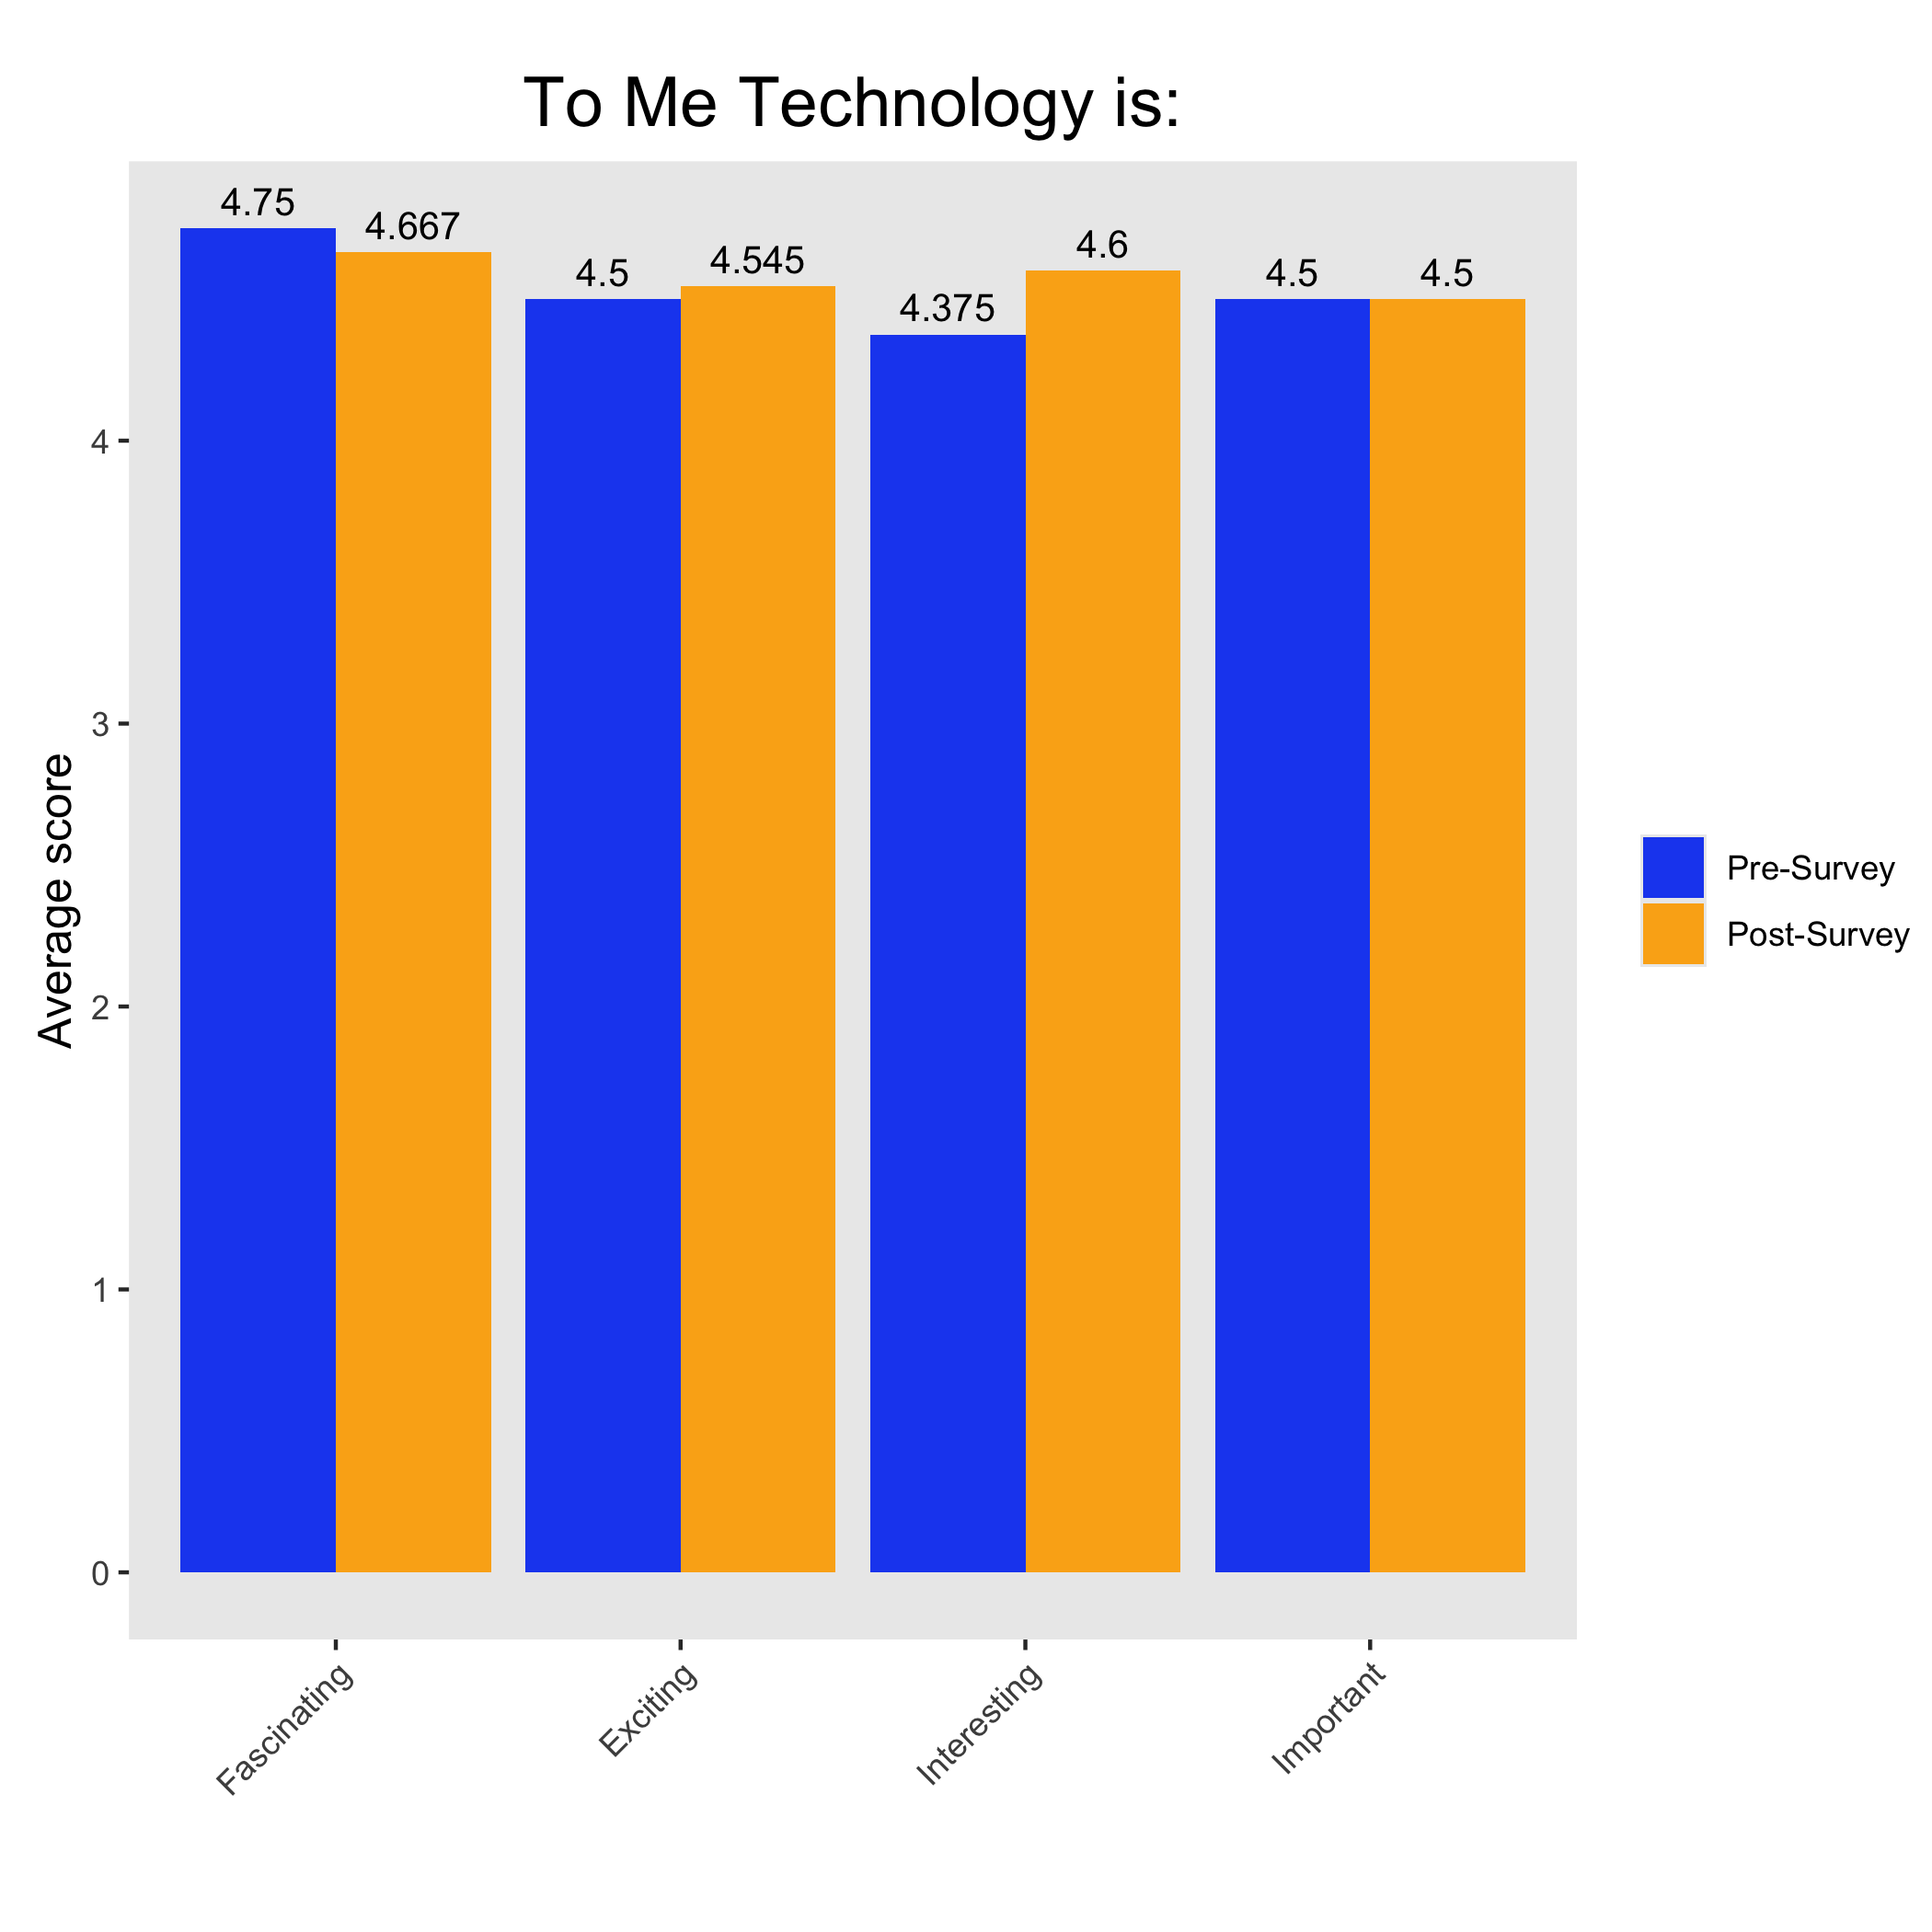 To Me Technology is:
4.75
4.667
4.5
4.545
4.375
4.6
4.5
4.5
4
3
2
1
0
Average score
Fascinating
Exciting
Interesting
Important
Pre-Survey
Post-Survey